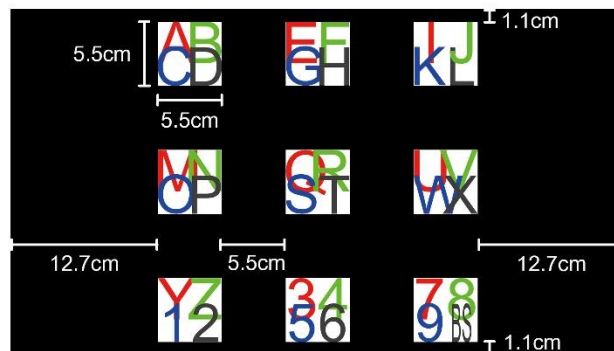 1.1cm
A B E F I J
5.5cm
C D G H K L
5.5cm
M N Q R U V
O P S T W X
12.7cm 5.5cm 12.7cm
Y Z 3 4 7 8
1 2 5 6 9 BS
1.1cm